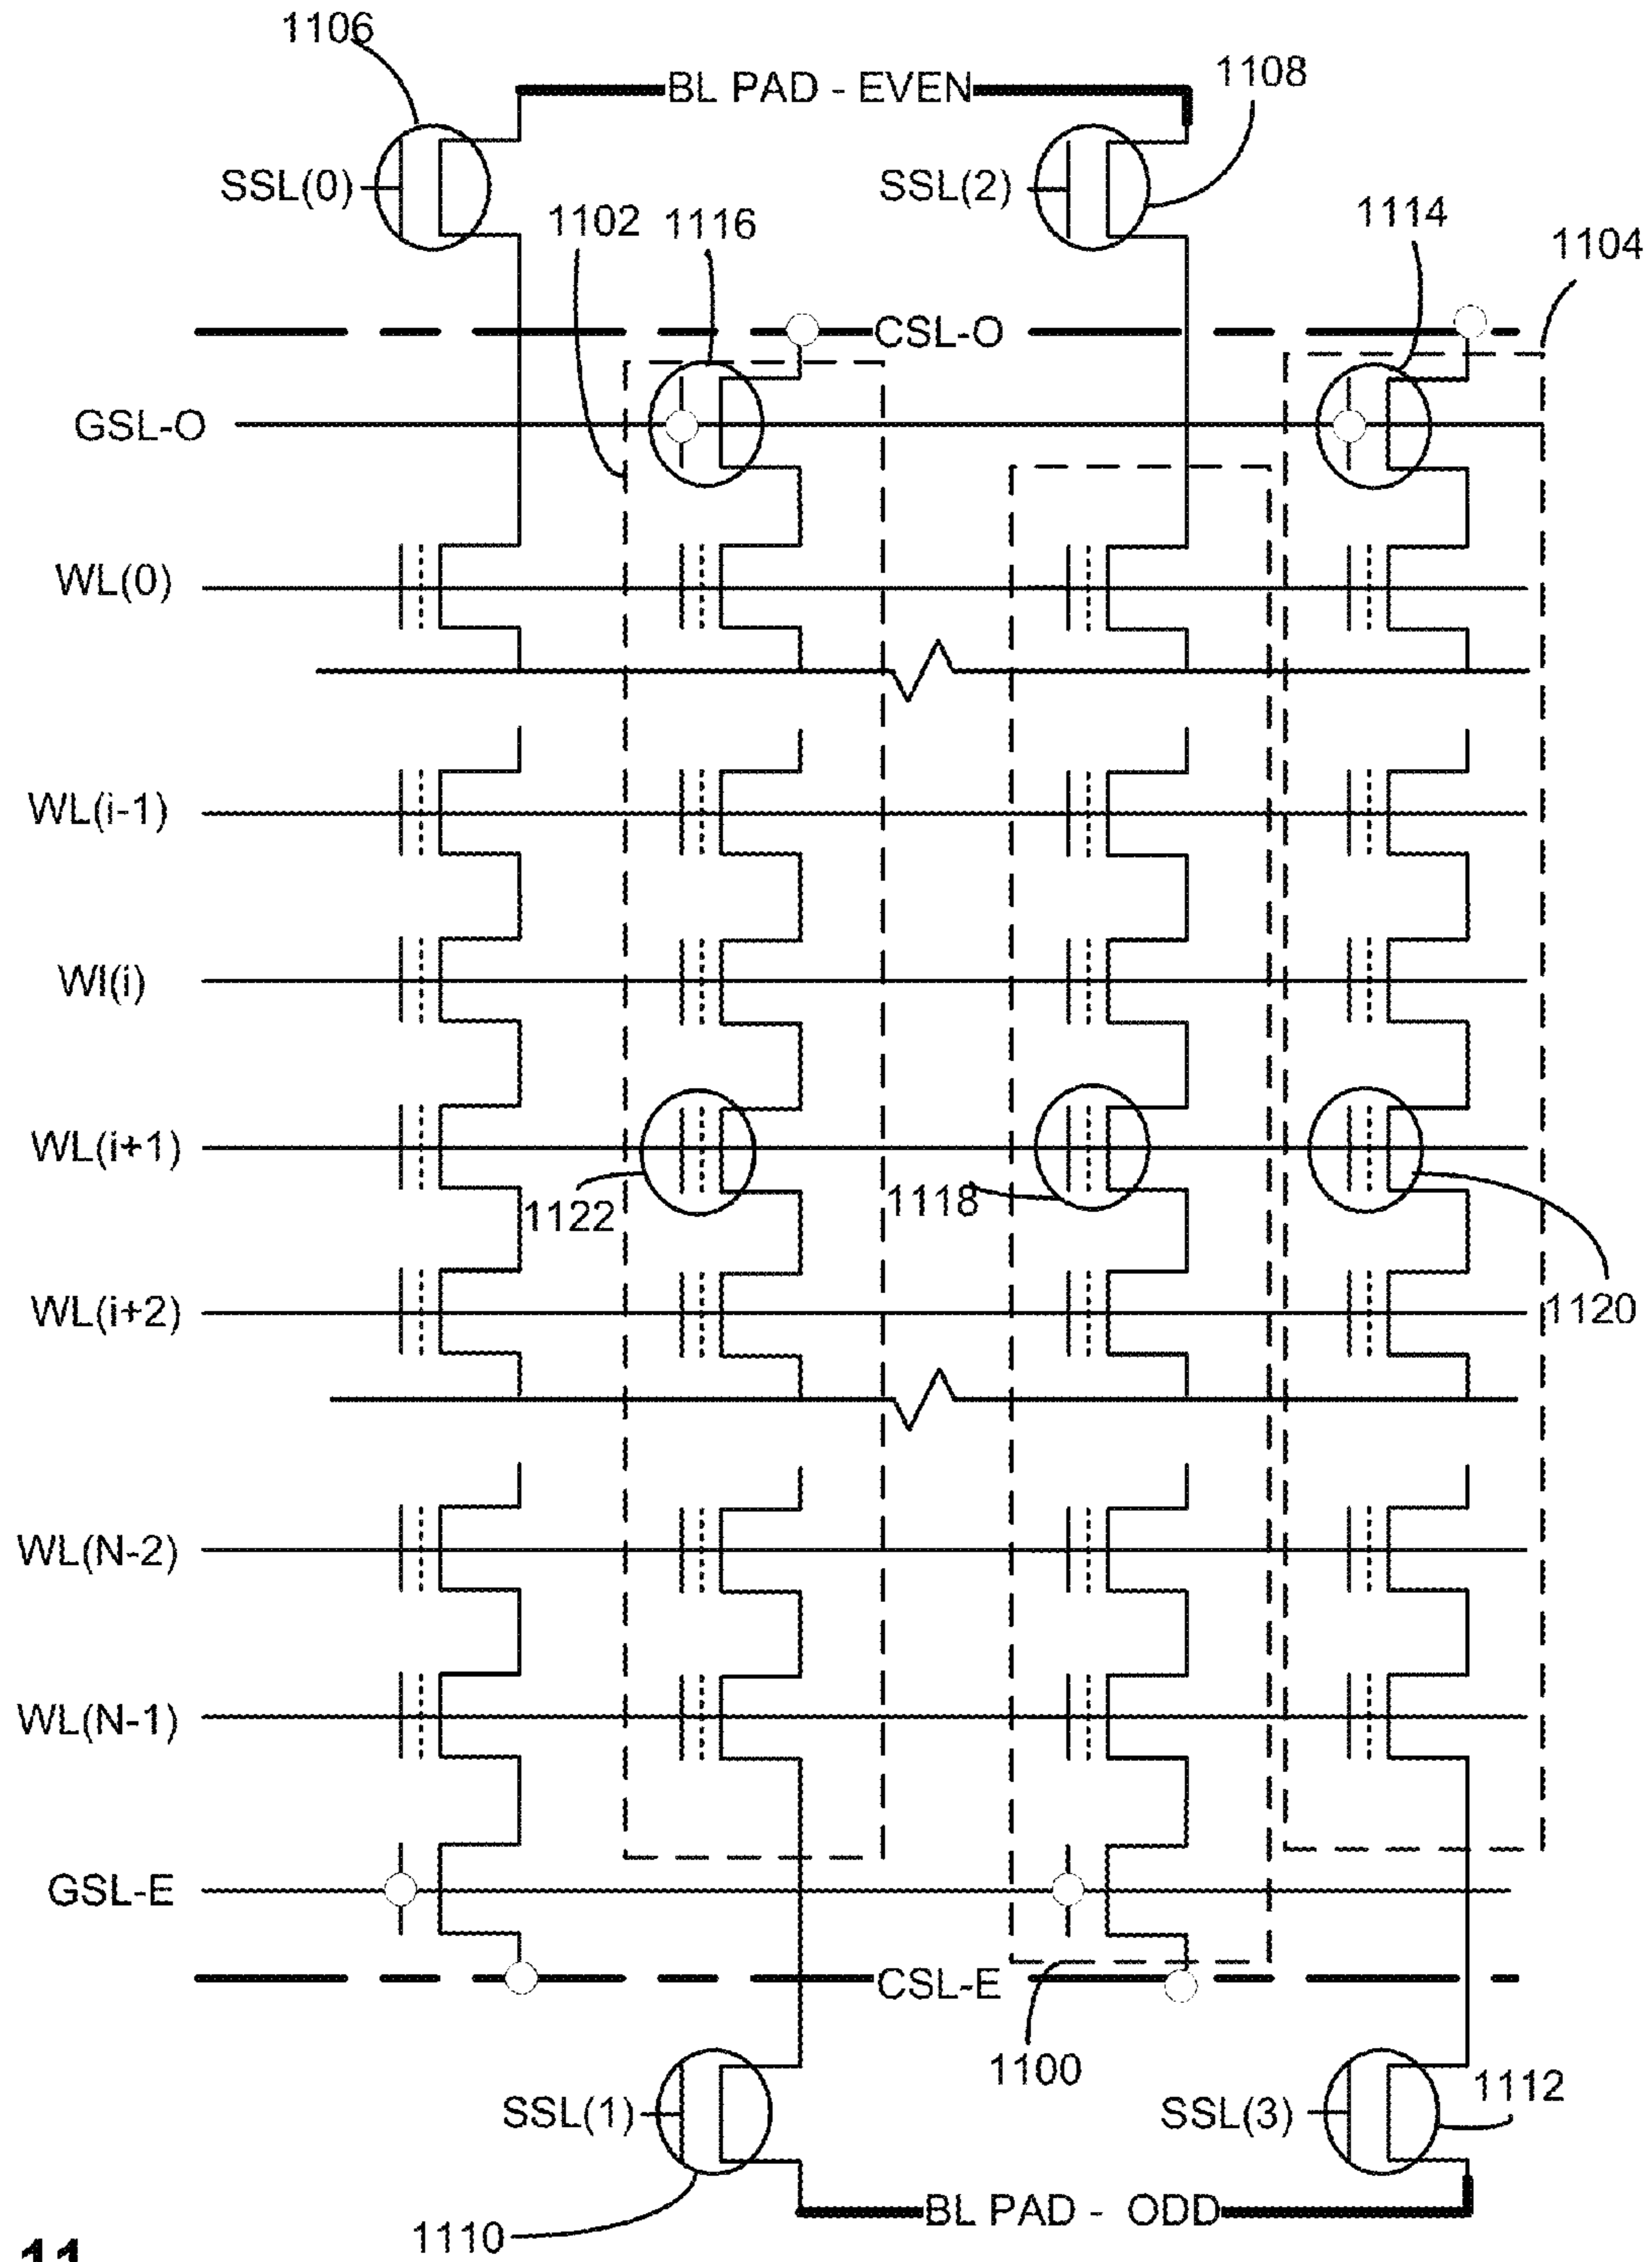 1106
BL PAD - EVEN
1108
SSL(0)
SSL(2)
1102
1116
1114
1104
CSL-O
GSL-O
WL(0)
WL(i-1)
Wl(i)
WL(i+1)
1122
1118
WL(i+2)
1120
WL(N-2)
WL(N-1)
GSL-E
CSL-E
1100
SSL(1)
SSL(3)
1112
BL PAD - ODD
1110
11